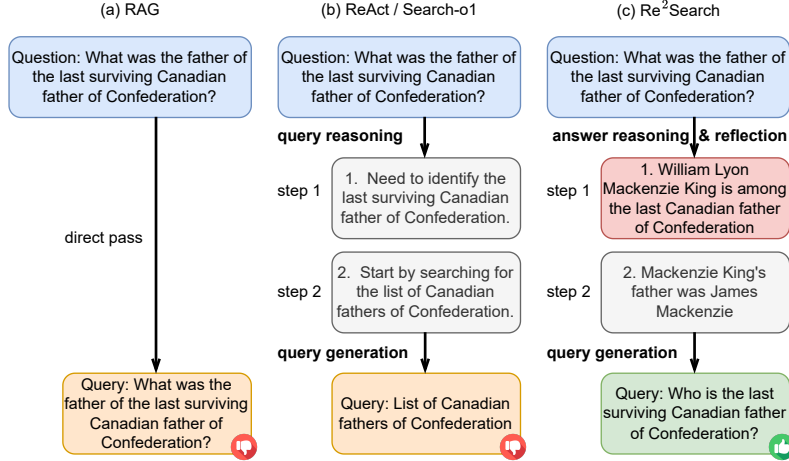 (a) RAG
Question: What was the father of
the last surviving Canadian
father of Confederation?
direct pass
Query: What was the
father of the last surviving
Canadian father of
Confederation?
(b) ReAct / Search-o1
Question: What was the father of
the last surviving Canadian
father of Confederation?
query reasoning
step 1
1. Need to identify the
last surviving Canadian
father of Confederation.
step 2
2. Start by searching for
the list of Canadian
fathers of Confederation.
query generation
Query: List of Canadian
fathers of Confederation
(c) Re²Search
Question: What was the father of
the last surviving Canadian
father of Confederation?
answer reasoning & reflection
step 1
1. William Lyon
Mackenzie King is among
the last Canadian father
of Confederation
step 2
2. Mackenzie King's
father was James
Mackenzie
query generation
Query: Who is the last
surviving Canadian father
of Confederation?